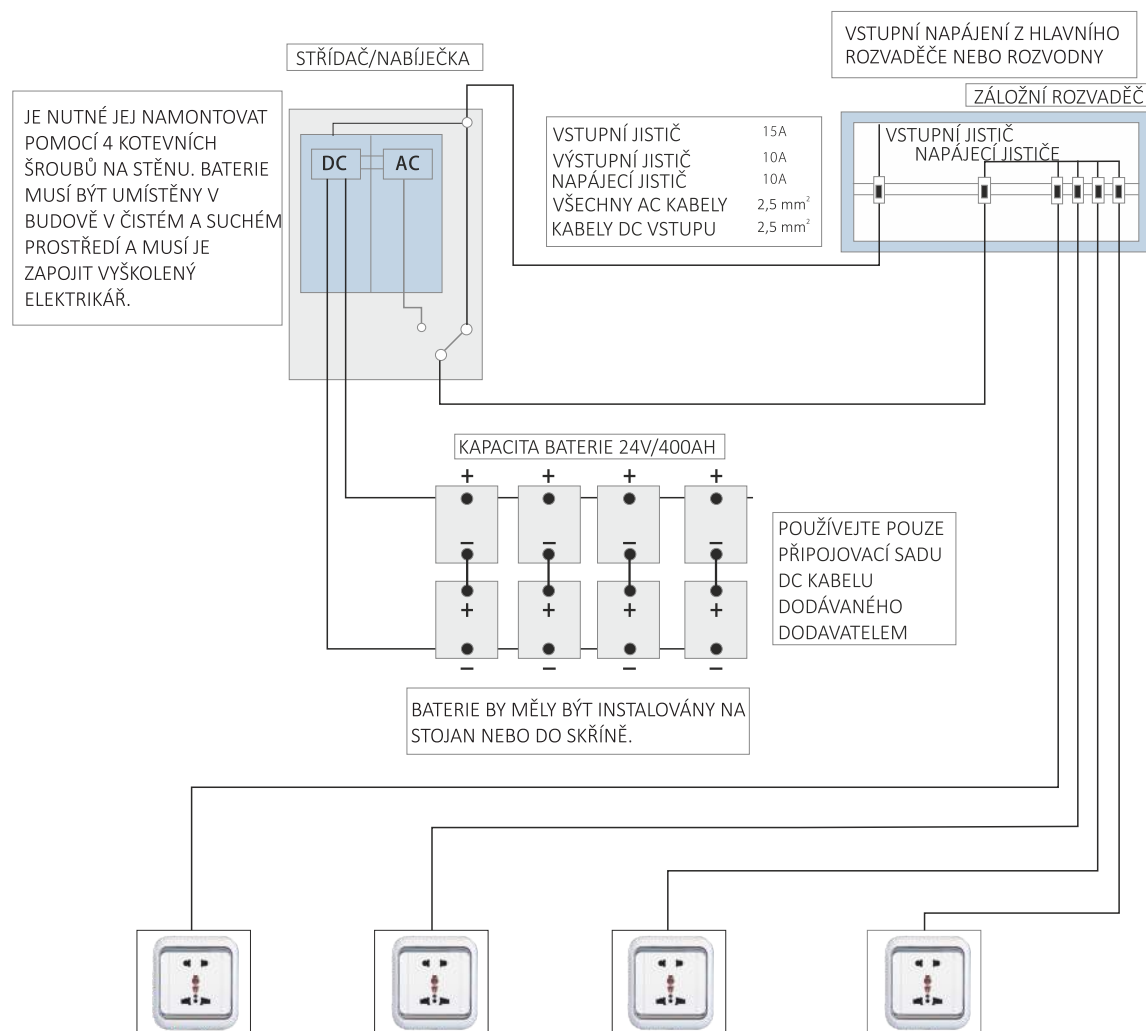 VSTUPNÍ NAPÁJENÍ Z HLAVNÍHO
ROZVADĚČE NEBO ROZVODNY
STŘÍDAČ/NABÍJEČKA
ZÁLOŽNÍ ROZVADĚČ
JE NUTNÉ JEJ NAMONTOVAT
POMOCÍ 4 KOTEVNÍCH
ŠROUBŮ NA STĚNU. BATERIE
MUSÍ BÝT UMÍSTĚNY V
BUDOVĚ V ČISTÉM A SUCHÉM
PROSTŘEDÍ A MUSÍ JE
ZAPOJIT VYŠKOLENÝ
ELEKTRIKÁŘ.
DC AC
VSTUPNÍ JISTIČ 15A
VÝSTUPNÍ JISTIČ 10A
NAPÁJECÍ JISTIČ 10A
VŠECHNY AC KABELY 2,5 mm²
KABELY DC VSTUPU 2,5 mm²
VSTUPNÍ JISTIČ
NAPÁJECÍ JISTIČE
KAPACITA BATERIE 24V/400AH
+ + + +
– – – –
+ + + +
– – – –
POUŽÍVEJTE POUZE
PŘIPOJOVACÍ SADU
DC KABELU
DODÁVANÉHO
DODAVATELEM
BATERIE BY MĚLY BÝT INSTALOVÁNY NA
STOJAN NEBO DO SKŘÍNĚ.